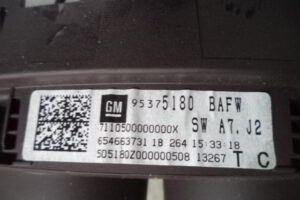 GM 95375180 BAFW
7110500000000X SW A7.J2
654663731 18 264 15:33:18
505180Z000000508 13267 T C